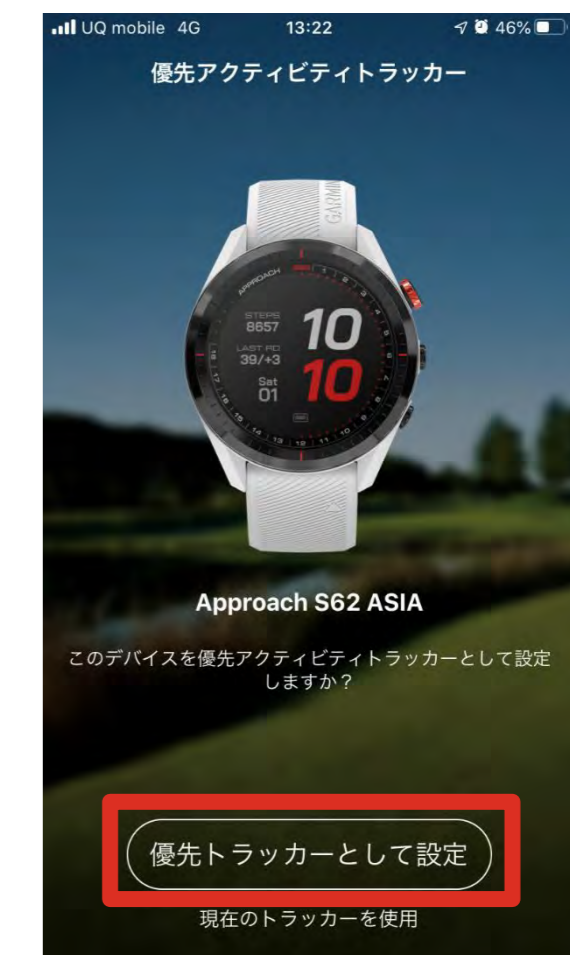 UQ mobile 4G 13:22 46%
優先アクティビティトラッカー
GARMIN
APPROACH
STEPS
8657
LAST RD
39/+3
Sat
01
10
10
Approach S62 ASIA
このデバイスを優先アクティビティトラッカーとして設定
しますか？
優先トラッカーとして設定
現在のトラッカーを使用